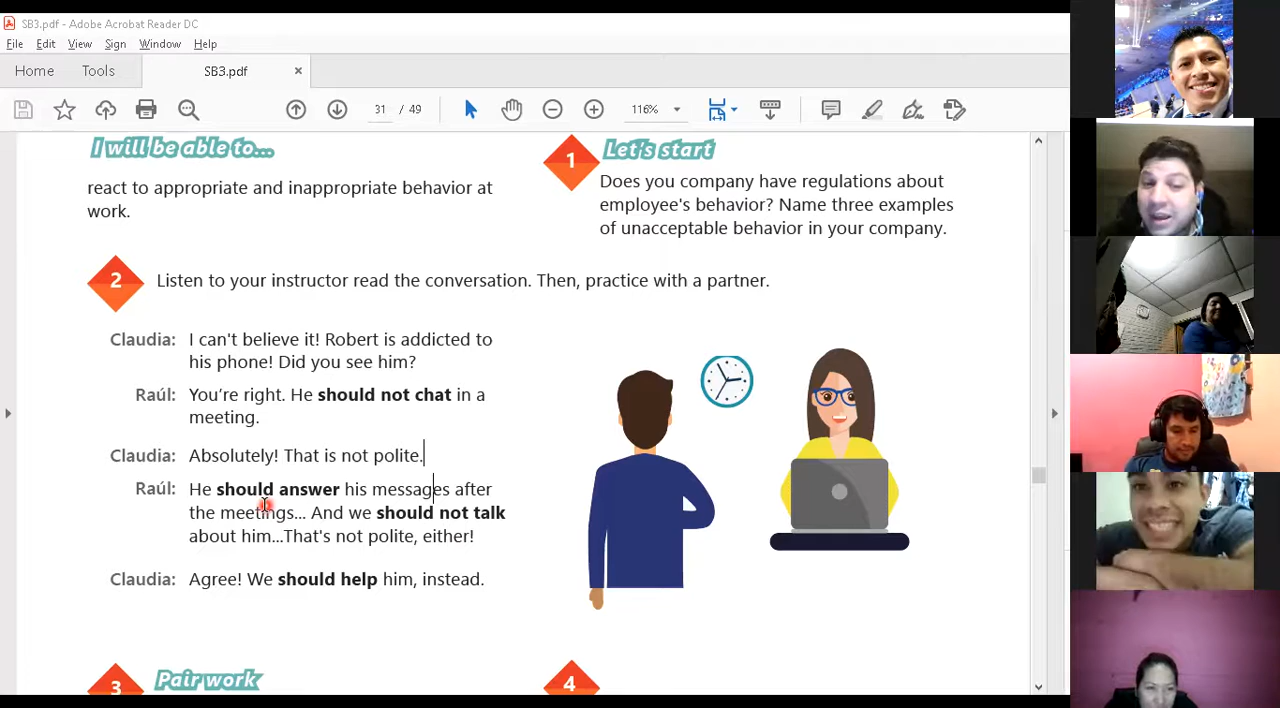 SB3.pdf - Adobe Acrobat Reader DC
File Edit View Sign Window Help
Home Tools SB3.pdf ×
31 / 49 116%
I will be able to...
react to appropriate and inappropriate behavior at
work.
1 Let's start
Does you company have regulations about
employee's behavior? Name three examples
of unacceptable behavior in your company.
2 Listen to your instructor read the conversation. Then, practice with a partner.
Claudia: I can't believe it! Robert is addicted to
his phone! Did you see him?
Raúl: You're right. He should not chat in a
meeting.
Claudia: Absolutely! That is not polite.
Raúl: He should answer his messages after
the meetings... And we should not talk
about him...That's not polite, either!
Claudia: Agree! We should help him, instead.
3 Pair work
4